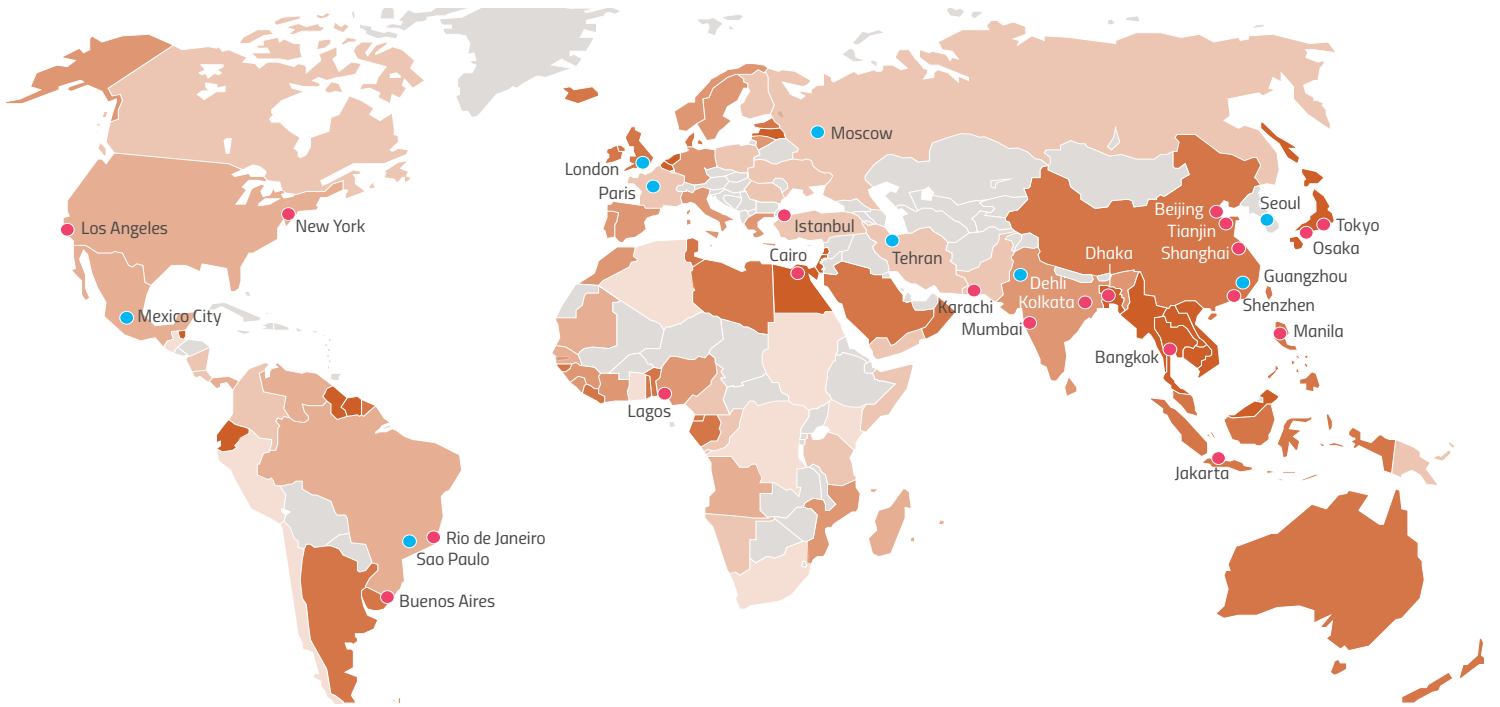 Moscow
London
Paris
Seoul
Beijing
Los Angeles
New York
Istanbul
Tokyo
Tianjin
Osaka
Cairo
Tehran
Dhaka
Shanghai
Guangzhou
Dehli
Kolkata
Karachi
Shenzhen
Mexico City
Mumbai
Manila
Bangkok
Lagos
Jakarta
Rio de Janeiro
Sao Paulo
Buenos Aires